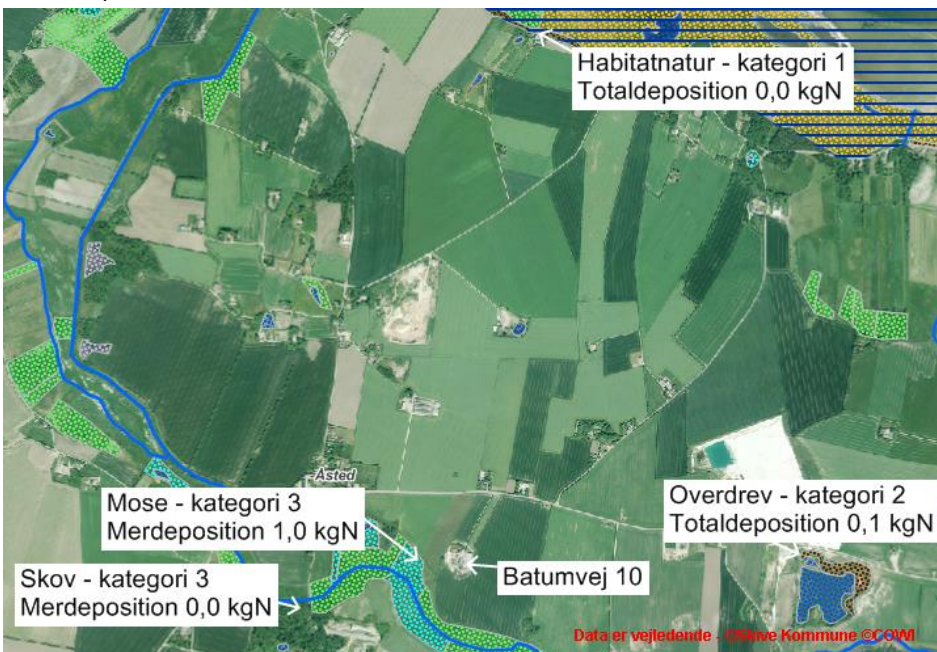 Habitatnatur - kategori 1
Totaldeposition 0,0 kgN
Åsted
Mose - kategori 3
Merdeposition 1,0 kgN
Overdrev - kategori 2
Totaldeposition 0,1 kgN
Skov - kategori 3
Merdeposition 0,0 kgN
Batumvej 10
Data er vejledende - ©Skive Kommune ©COWI